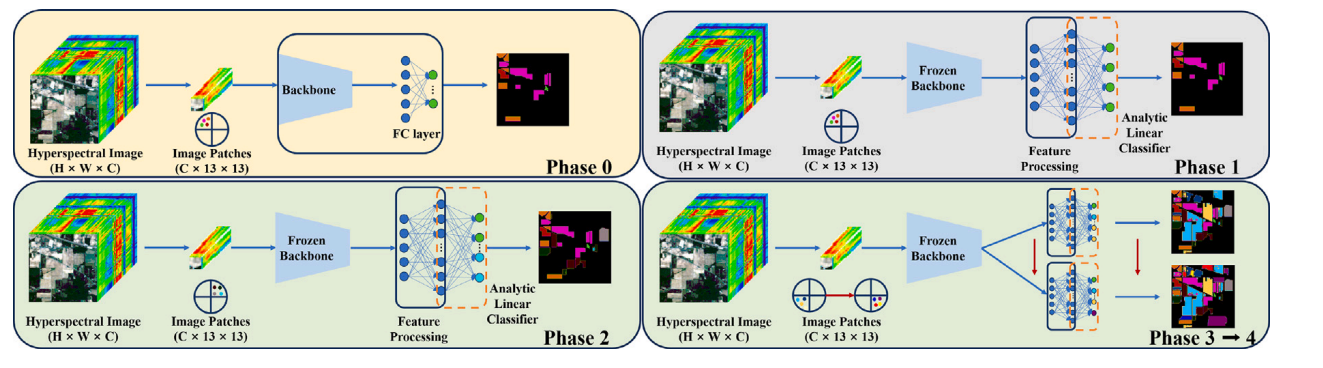 Backbone
FC layer
Hyperspectral Image
(H × W × C)
Image Patches
(C × 13 × 13)
Phase 0
Frozen
Backbone
Analytic
Linear
Classifier
Hyperspectral Image
(H × W × C)
Image Patches
(C × 13 × 13)
Feature
Processing
Phase 1
Frozen
Backbone
Analytic
Linear
Classifier
Hyperspectral Image
(H × W × C)
Image Patches
(C × 13 × 13)
Feature
Processing
Phase 2
Frozen
Backbone
Hyperspectral Image
(H × W × C)
Image Patches
(C × 13 × 13)
Phase 3 → 4